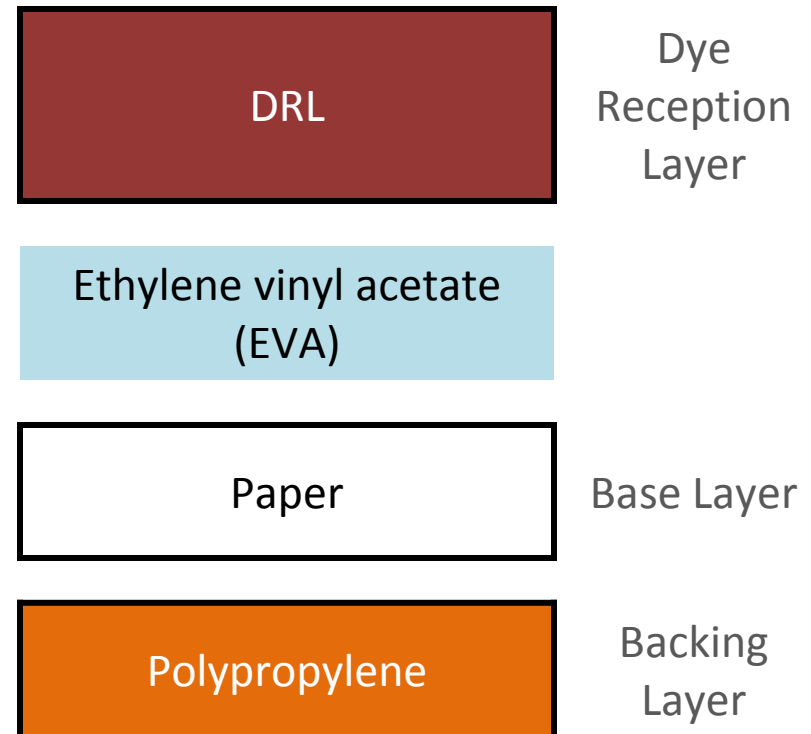 DRL
Dye
Reception
Layer
Ethylene vinyl acetate
(EVA)
Paper
Base Layer
Polypropylene
Backing
Layer